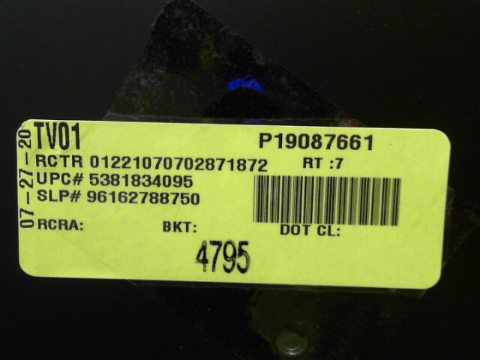 07-27-20
TV01 P19087661
RCTR 01221070702871872 RT :7
UPC# 5381834095
SLP# 96162788750
RCRA: BKT: DOT CL:
4795